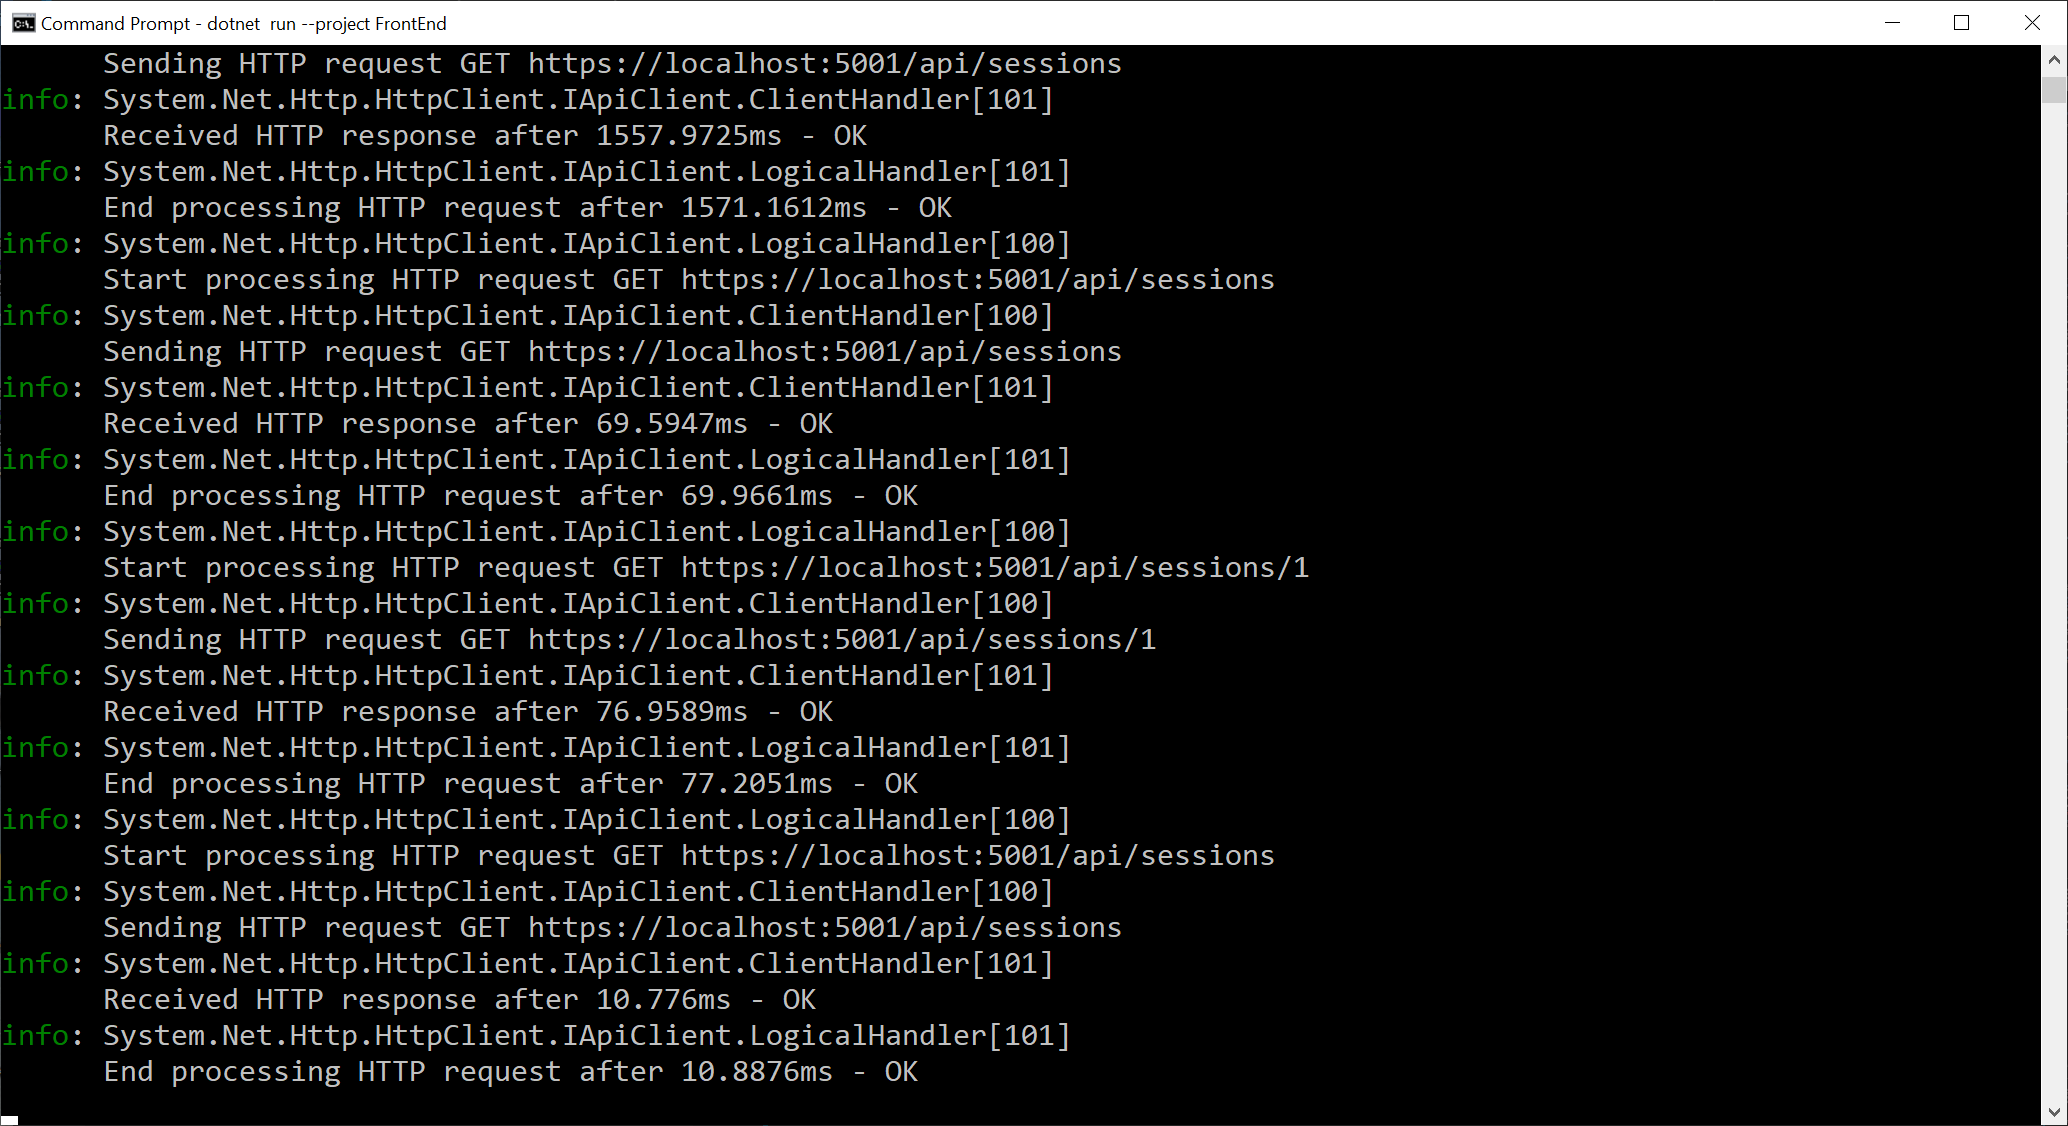 Command Prompt - dotnet  run --project FrontEnd
      Sending HTTP request GET https://localhost:5001/api/sessions
info: System.Net.Http.HttpClient.IApiClient.ClientHandler[101]
      Received HTTP response after 1557.9725ms - OK
info: System.Net.Http.HttpClient.IApiClient.LogicalHandler[101]
      End processing HTTP request after 1571.1612ms - OK
info: System.Net.Http.HttpClient.IApiClient.LogicalHandler[100]
      Start processing HTTP request GET https://localhost:5001/api/sessions
info: System.Net.Http.HttpClient.IApiClient.ClientHandler[100]
      Sending HTTP request GET https://localhost:5001/api/sessions
info: System.Net.Http.HttpClient.IApiClient.ClientHandler[101]
      Received HTTP response after 69.5947ms - OK
info: System.Net.Http.HttpClient.IApiClient.LogicalHandler[101]
      End processing HTTP request after 69.9661ms - OK
info: System.Net.Http.HttpClient.IApiClient.LogicalHandler[100]
      Start processing HTTP request GET https://localhost:5001/api/sessions/1
info: System.Net.Http.HttpClient.IApiClient.ClientHandler[100]
      Sending HTTP request GET https://localhost:5001/api/sessions/1
info: System.Net.Http.HttpClient.IApiClient.ClientHandler[101]
      Received HTTP response after 76.9589ms - OK
info: System.Net.Http.HttpClient.IApiClient.LogicalHandler[101]
      End processing HTTP request after 77.2051ms - OK
info: System.Net.Http.HttpClient.IApiClient.LogicalHandler[100]
      Start processing HTTP request GET https://localhost:5001/api/sessions
info: System.Net.Http.HttpClient.IApiClient.ClientHandler[100]
      Sending HTTP request GET https://localhost:5001/api/sessions
info: System.Net.Http.HttpClient.IApiClient.ClientHandler[101]
      Received HTTP response after 10.776ms - OK
info: System.Net.Http.HttpClient.IApiClient.LogicalHandler[101]
      End processing HTTP request after 10.8876ms - OK